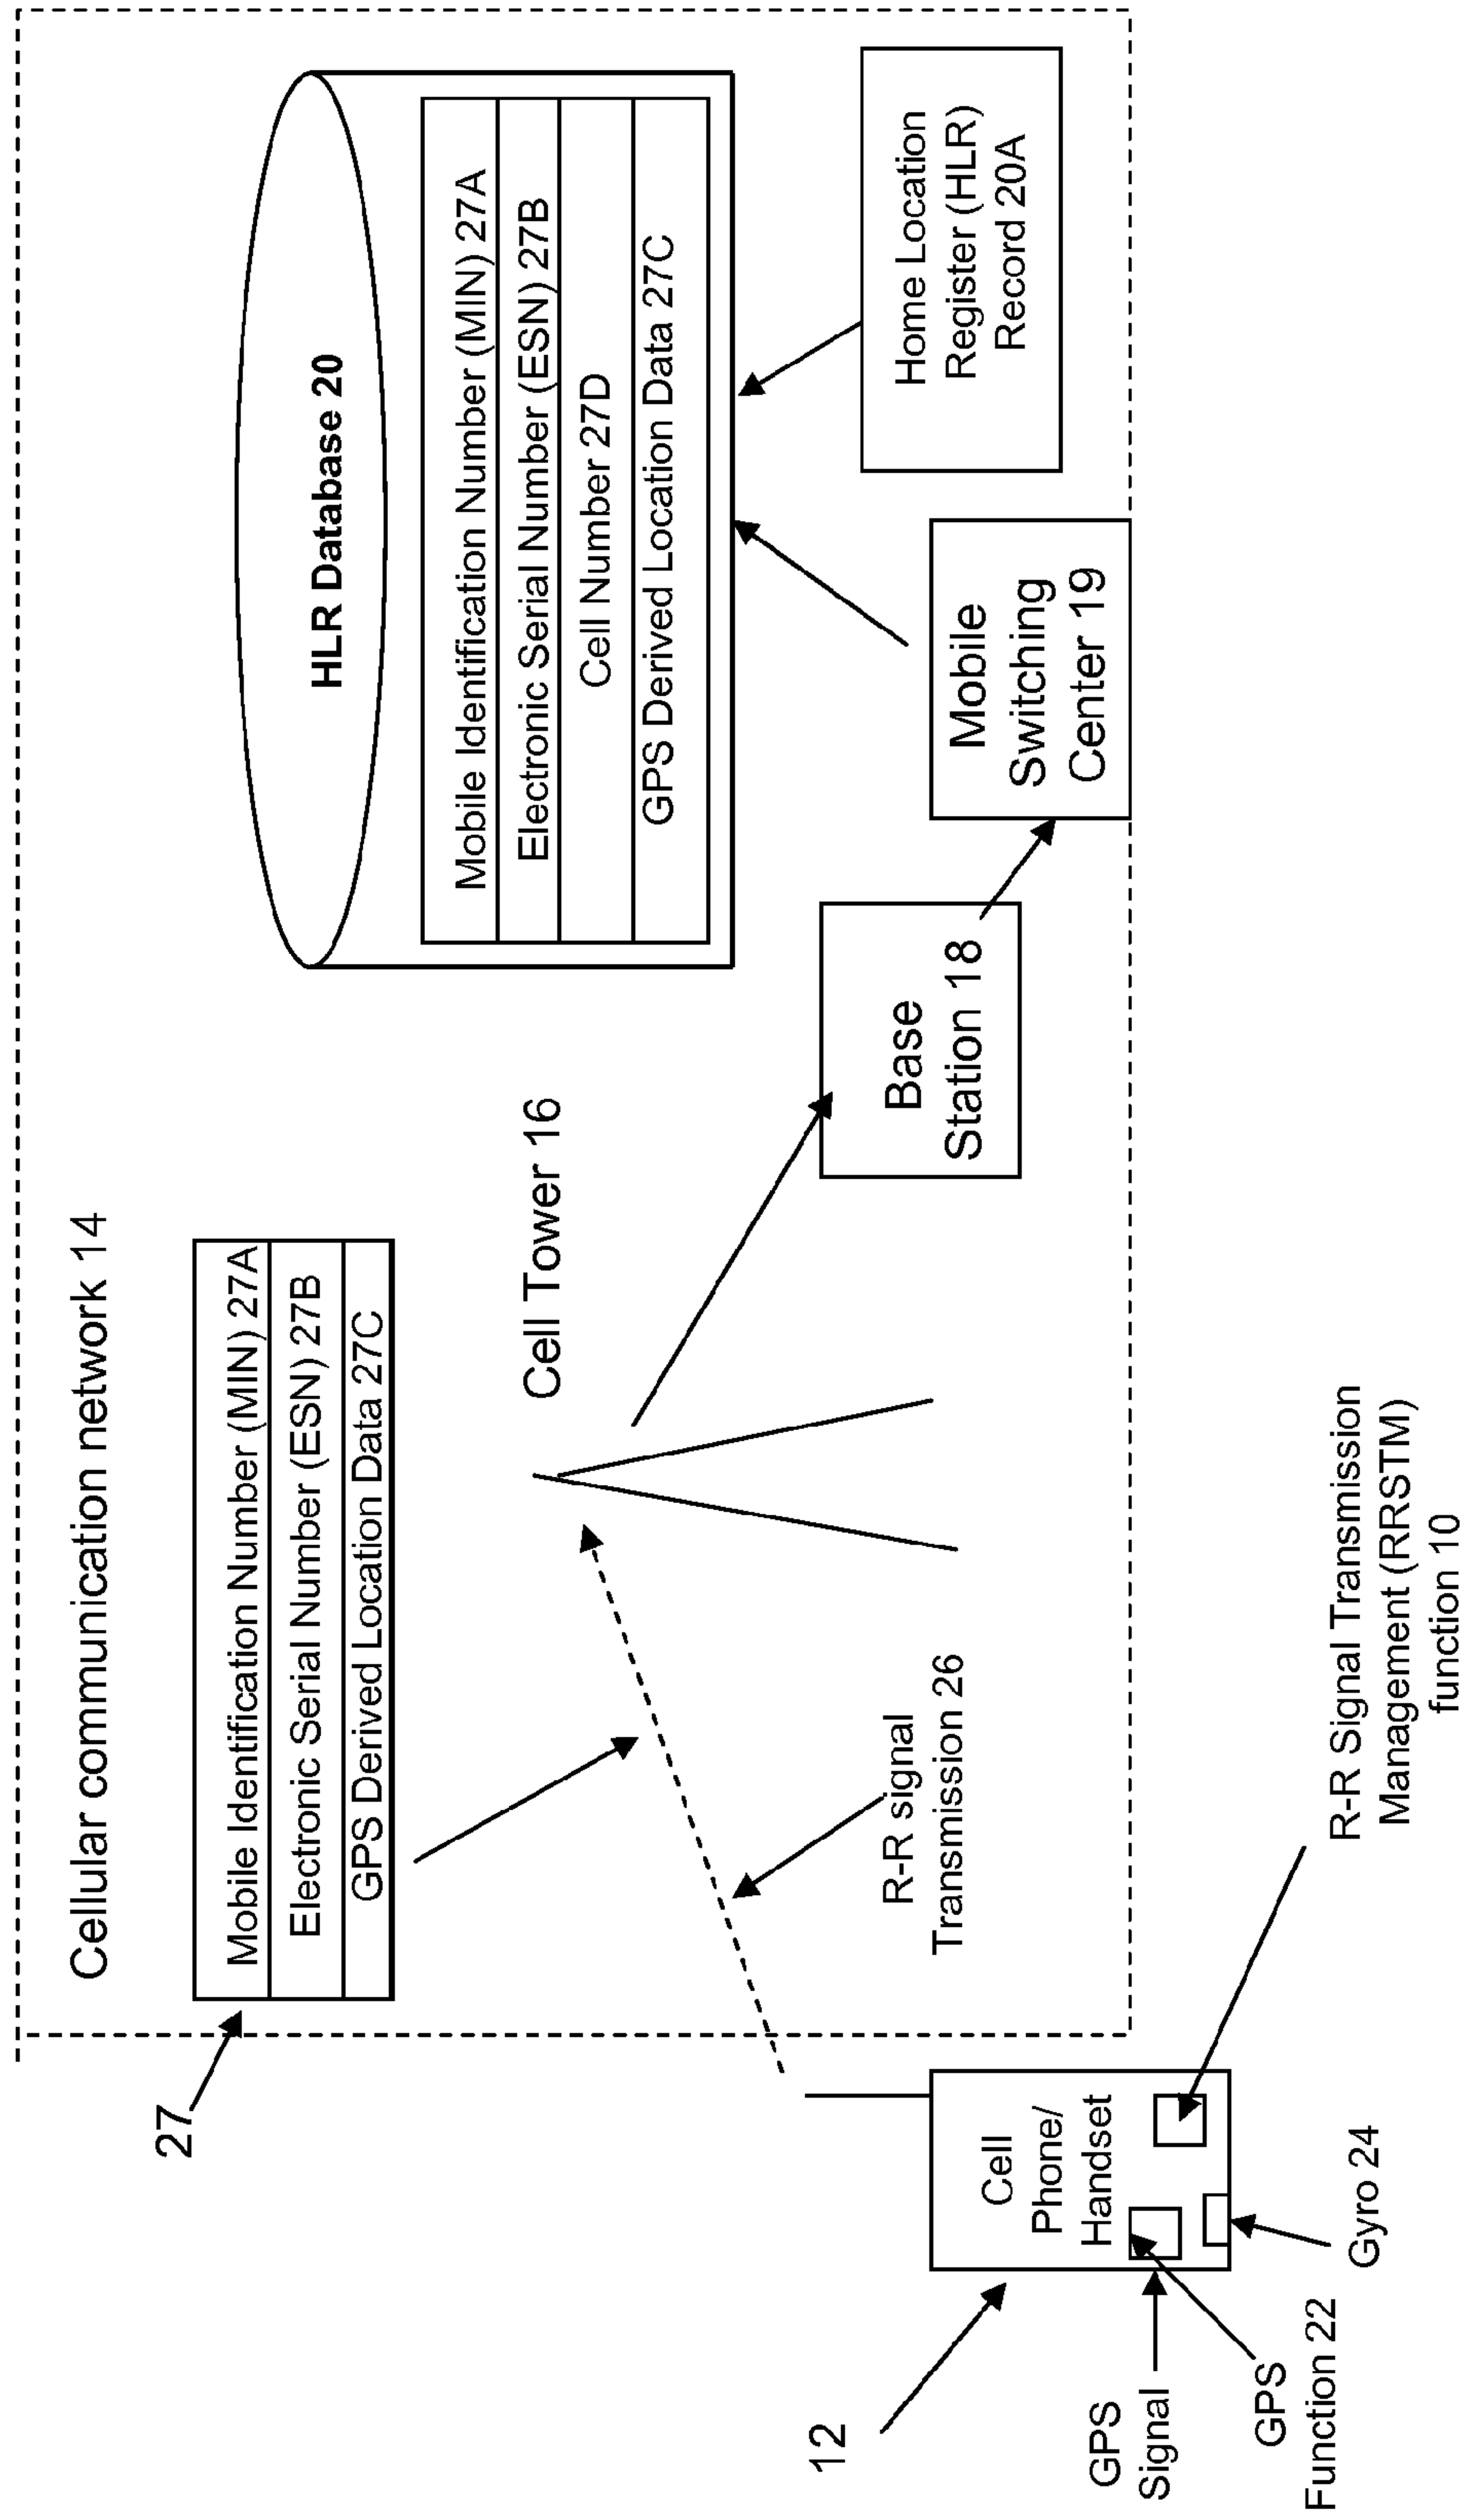 Cellular communication network 14
27
Mobile Identification Number (MIN) 27A
Electronic Serial Number (ESN) 27B
GPS Derived Location Data 27C
HLR Database 20
Mobile Identification Number (MIN) 27A
Electronic Serial Number (ESN) 27B
Cell Number 27D
GPS Derived Location Data 27C
Cell Tower 16
Home Location
Register (HLR)
Record 20A
Base
Station 18
Mobile
Switching
Center 19
R-R signal
Transmission 26
12
Cell
Phone/
Handset
GPS
Signal
GPS
Function 22
Gyro 24
R-R Signal Transmission
Management (RRSTM)
function 10